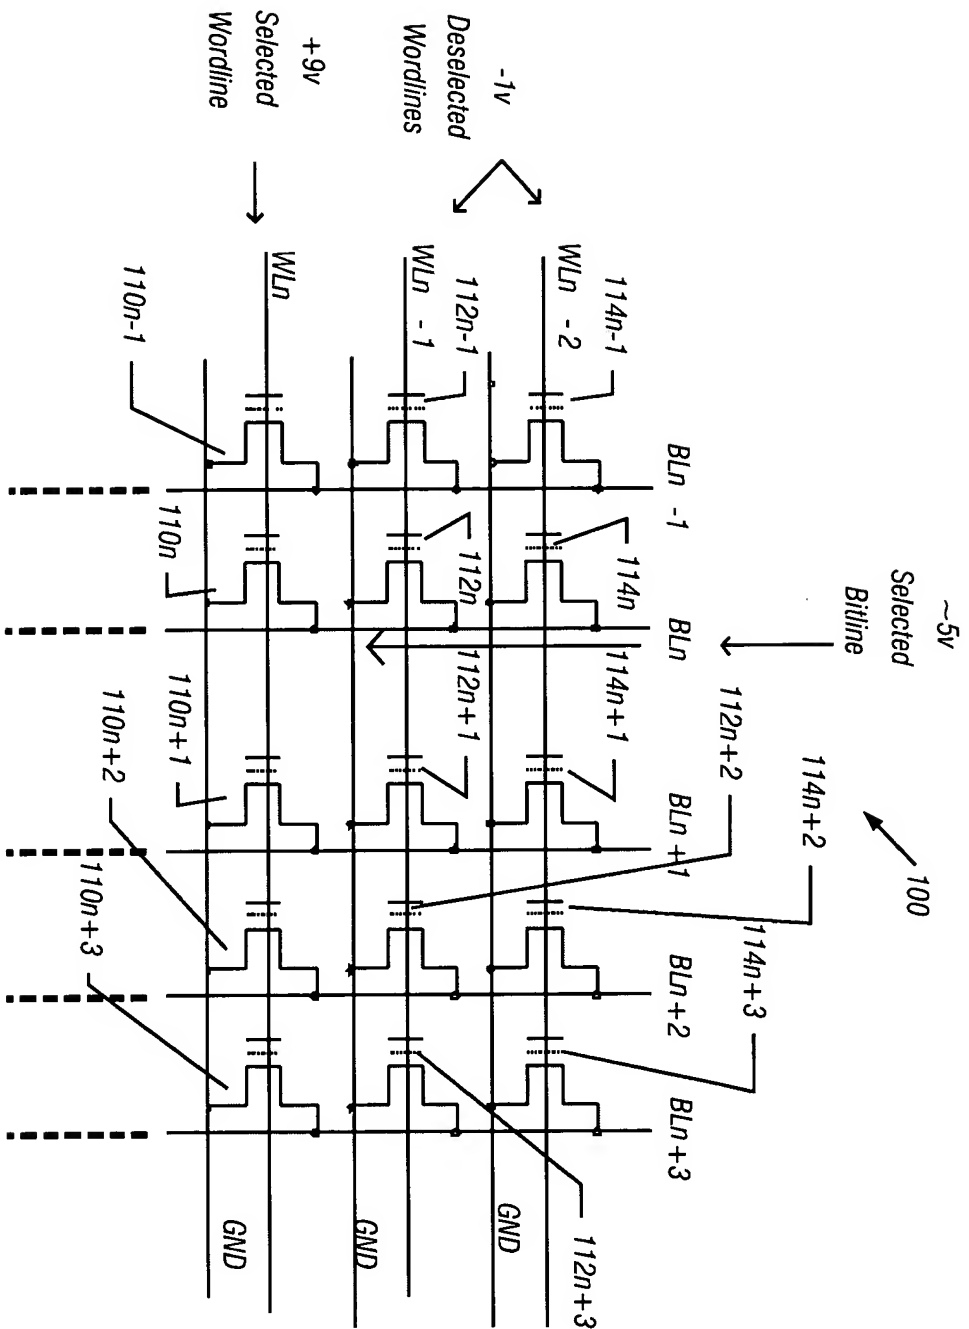 ~5v
Selected
Bitline
100
-1v
Deselected
Wordlines
+9v
Selected
Wordline
BLn -1
BLn
BLn +1
BLn+2
BLn+3
WLn -2
114n-1
114n
114n+1
114n+2
114n+3
GND
WLn -1
112n-1
112n
112n+1
112n+2
112n+3
GND
WLn
110n-1
110n
110n+1
110n+2
110n+3
GND